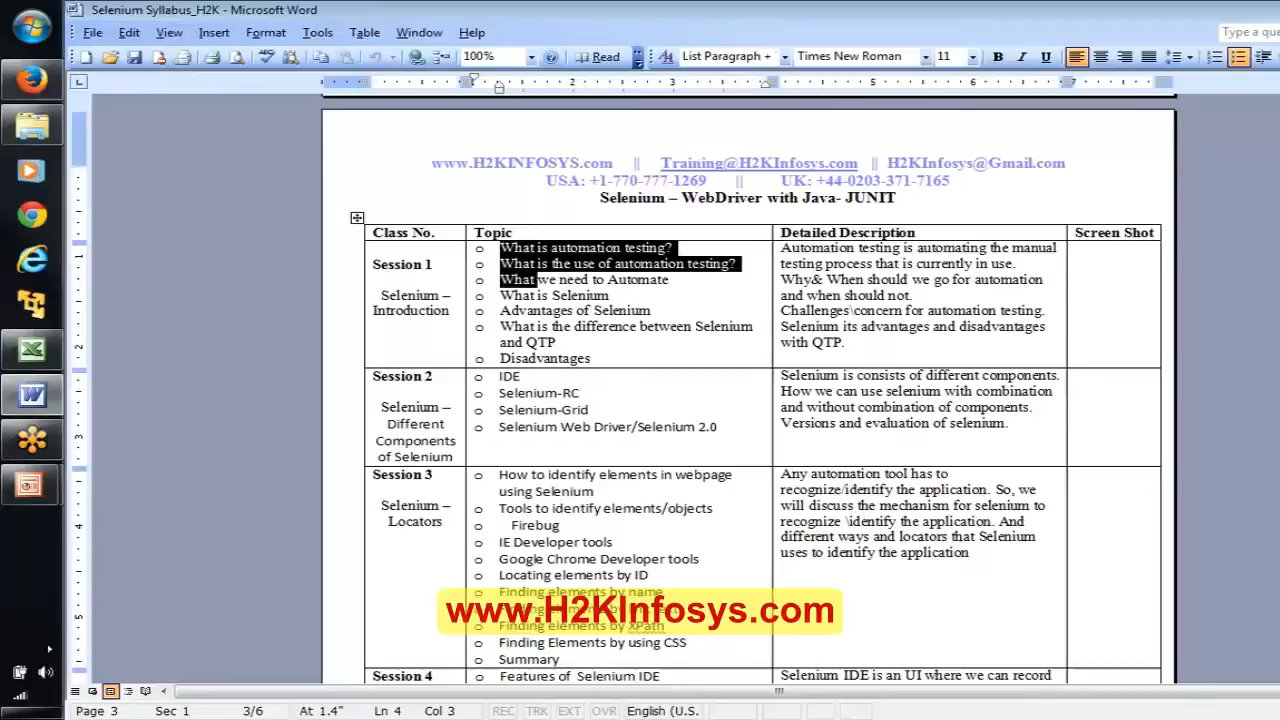 Selenium Syllabus_H2K - Microsoft Word
File Edit View Insert Format Tools Table Window Help
Type a que
100% Read List Paragraph + Times New Roman 11 B I U
2 3 4 5 6 7
www.H2KINFOSYS.com || Training@H2KInfosys.com || H2KInfosys@Gmail.com
USA: +1-770-777-1269 || UK: +44-0203-371-7165
Selenium – WebDriver with Java- JUNIT
Class No. Topic Detailed Description Screen Shot
Session 1
Selenium –
Introduction
o What is automation testing?
o What is the use of automation testing?
o What we need to Automate
o What is Selenium
o Advantages of Selenium
o What is the difference between Selenium
and QTP
o Disadvantages
Automation testing is automating the manual
testing process that is currently in use.
Why& When should we go for automation
and when should not.
Challenges\concern for automation testing.
Selenium its advantages and disadvantages
with QTP.
Session 2
Selenium –
Different
Components
of Selenium
o IDE
o Selenium-RC
o Selenium-Grid
o Selenium Web Driver/Selenium 2.0
Selenium is consists of different components.
How we can use selenium with combination
and without combination of components.
Versions and evaluation of selenium.
Session 3
Selenium –
Locators
o How to identify elements in webpage
using Selenium
o Tools to identify elements/objects
o Firebug
o IE Developer tools
o Google Chrome Developer tools
o Locating elements by ID
o Finding elements by name
o Finding elements by XPath
o Finding Elements by using CSS
o Summary
Any automation tool has to
recognize/identify the application. So, we
will discuss the mechanism for selenium to
recognize \identify the application. And
different ways and locators that Selenium
uses to identify the application
www.H2KInfosys.com
Session 4
o Features of Selenium IDE
Selenium IDE is an UI where we can record
Page 3 Sec 1 3/6 At 1.4" Ln 4 Col 3 REC TRK EXT OVR English (U.S.